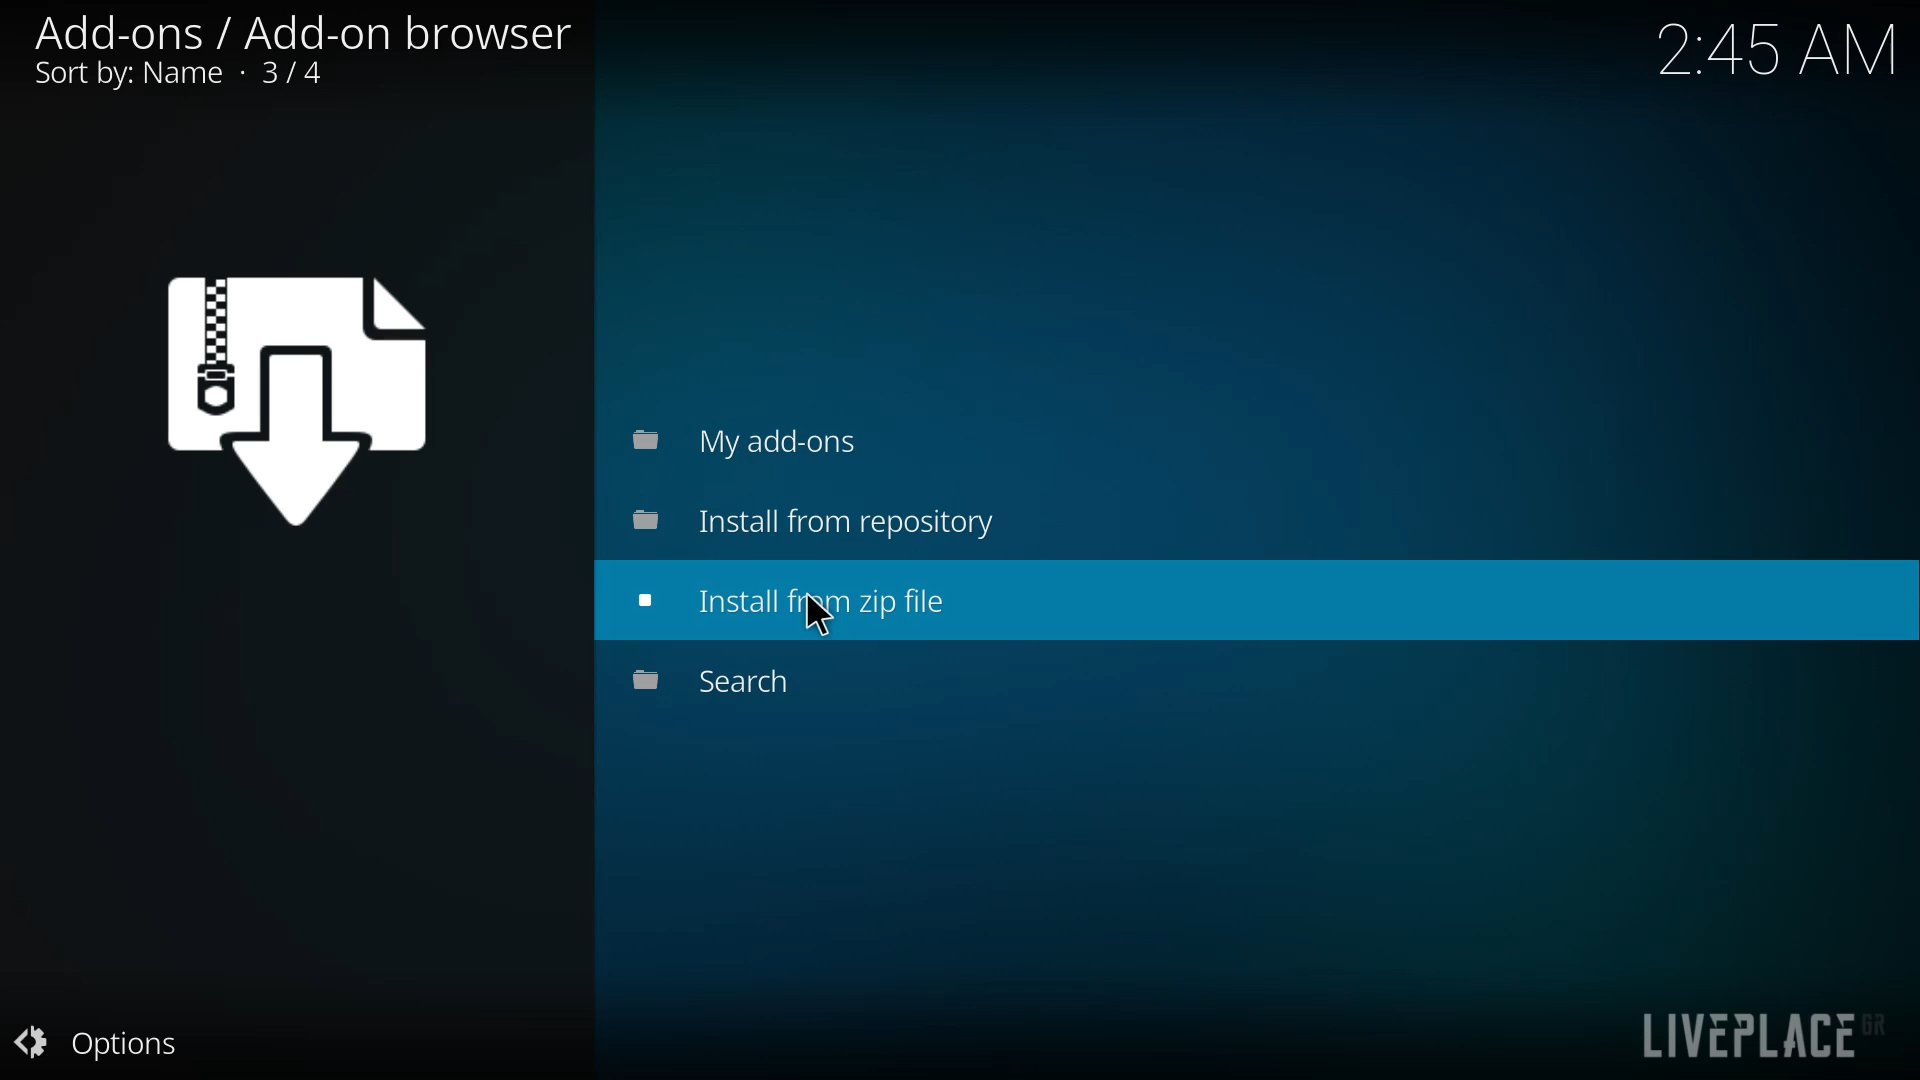 Add-ons / Add-on browser
Sort by: Name · 3 / 4
2:45 AM
My add-ons
Install from repository
Install from zip file
Search
Options
LIVEPLACE GR